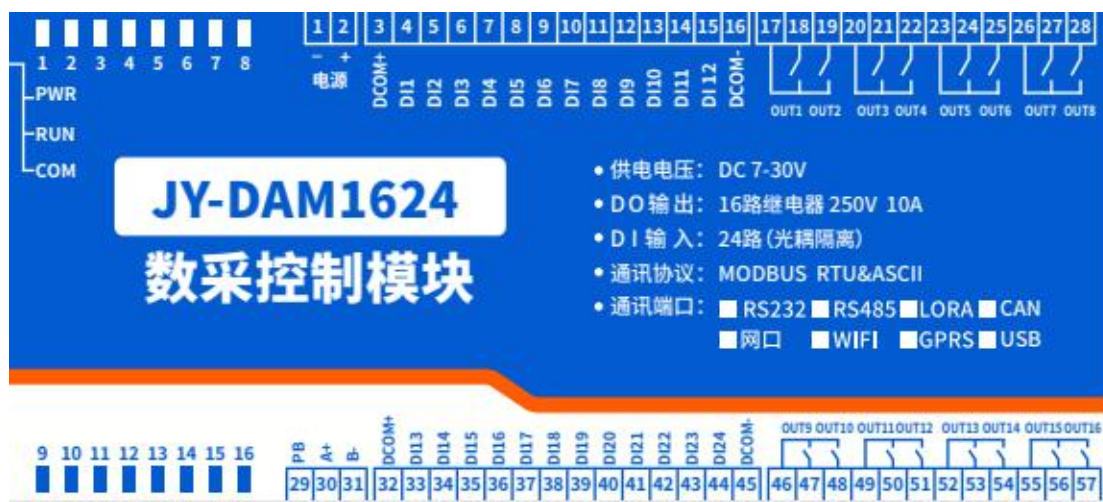 1 2 3 4 5 6 7 8 9 10 11 12 13 14 15 16 17 18 19 20 21 22 23 24 25 26 27 28
1 2 3 4 5 6 7 8
- +
电源
DCOM+ DI1 DI2 DI3 DI4 DI5 DI6 DI7 DI8 DI9 DI10 DI11 DI12 DCOM-
OUT1 OUT2 OUT3 OUT4 OUT5 OUT6 OUT7 OUT8
PWR
RUN
COM
JY-DAM1624
数采控制模块
• 供电电压： DC 7-30V
• DO输出： 16路继电器 250V 10A
• DI输入： 24路(光耦隔离)
• 通讯协议： MODBUS RTU&ASCII
• 通讯端口： RS232 RS485 LORA CAN
网口 WIFI GPRS USB
9 10 11 12 13 14 15 16
PB A+ B- DCOM+ DI13 DI14 DI15 DI16 DI17 DI18 DI19 DI20 DI21 DI22 DI23 DI24 DCOM-
OUT9 OUT10 OUT11 OUT12 OUT13 OUT14 OUT15 OUT16
29 30 31 32 33 34 35 36 37 38 39 40 41 42 43 44 45 46 47 48 49 50 51 52 53 54 55 56 57